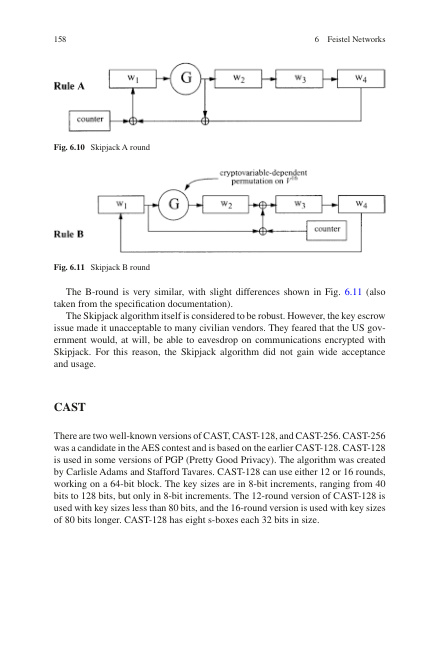 158 6 Feistel Networks
Rule A
w1 G w2 w3 w4
counter
Fig. 6.10 Skipjack A round
cryptovariable-dependent
permutation on V16
w1 G w2 w3 w4
counter
Rule B
Fig. 6.11 Skipjack B round
The B-round is very similar, with slight differences shown in Fig. 6.11 (also
taken from the specification documentation).
The Skipjack algorithm itself is considered to be robust. However, the key escrow
issue made it unacceptable to many civilian vendors. They feared that the US gov-
ernment would, at will, be able to eavesdrop on communications encrypted with
Skipjack. For this reason, the Skipjack algorithm did not gain wide acceptance
and usage.
CAST
There are two well-known versions of CAST, CAST-128, and CAST-256. CAST-256
was a candidate in the AES contest and is based on the earlier CAST-128. CAST-128
is used in some versions of PGP (Pretty Good Privacy). The algorithm was created
by Carlisle Adams and Stafford Tavares. CAST-128 can use either 12 or 16 rounds,
working on a 64-bit block. The key sizes are in 8-bit increments, ranging from 40
bits to 128 bits, but only in 8-bit increments. The 12-round version of CAST-128 is
used with key sizes less than 80 bits, and the 16-round version is used with key sizes
of 80 bits longer. CAST-128 has eight s-boxes each 32 bits in size.